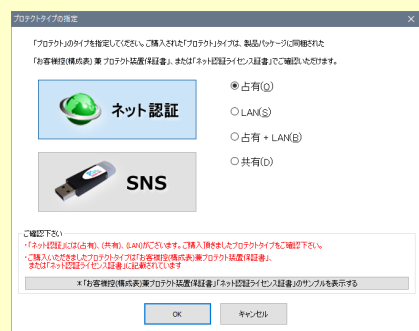 プロテクトタイプの指定
「プロテクト」のタイプを指定してください。ご購入された「プロテクト」タイプは、製品パッケージに同梱された
「お客様控(構成表) 兼 プロテクト装置保証書」、または「ネット認証ライセンス証書」でご確認いただけます。
ネット認証
占有(O)
LAN(S)
占有 + LAN(B)
共有(D)
SNS
ご確認下さい
・「ネット認証」には(占有)、(共有)、(LAN)がございます。ご購入頂きましたプロテクトタイプをご確認下さい。
・ご購入いただきましたプロテクトタイプは「お客様控(構成表)兼プロテクト装置保証書」、
または「ネット認証ライセンス証書」に記載されています
＊「お客様控(構成表)兼プロテクト装置保証書」「ネット認証ライセンス証書」のサンプルを表示する
OK
キャンセル